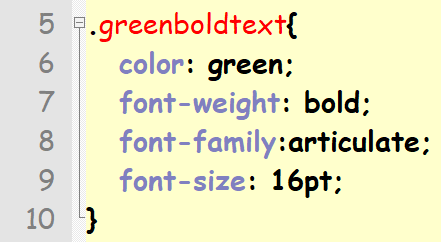 5 .greenboldtext{
6 color: green;
7 font-weight: bold;
8 font-family:articulate;
9 font-size: 16pt;
10 }